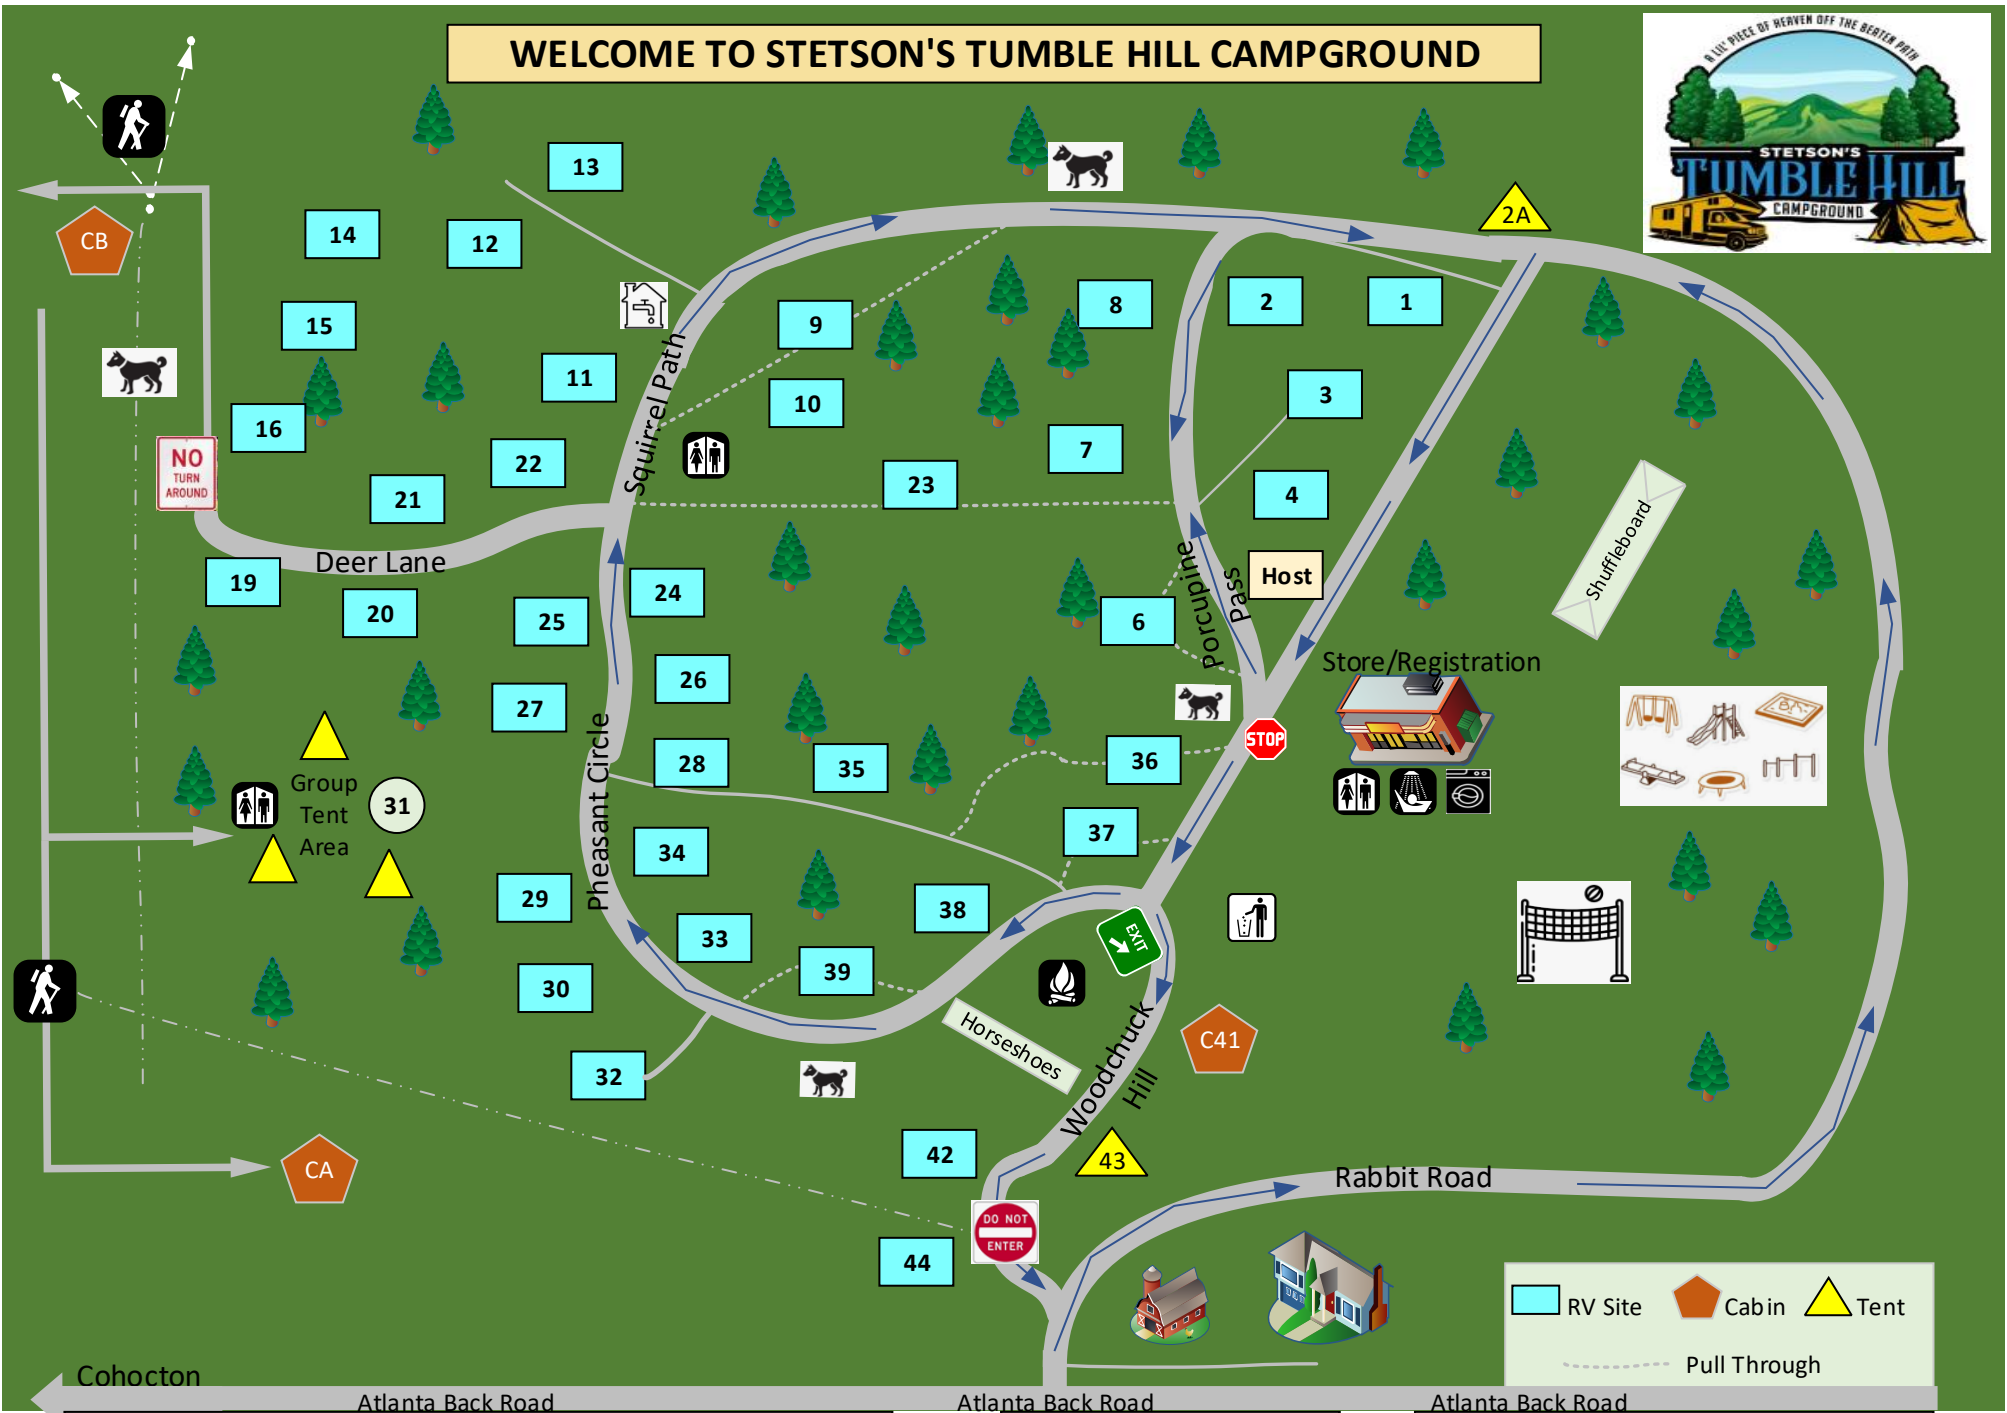 WELCOME TO STETSON'S TUMBLE HILL CAMPGROUND
A LIL' PIECE OF HEAVEN OFF THE BEATEN PATH
STETSON'S
TUMBLE HILL
CAMPGROUND
13
2A
14
12
CB
15
9
8
2
1
11
10
3
16
22
7
NO
TURN
AROUND
21
23
4
Squirrel Path
Shuffleboard
Deer Lane
19
24
Host
20
25
6
Porcupine
Pass
26
Store/Registration
27
STOP
28
35
36
Group
Tent
Area
31
Pheasant Circle
37
34
29
38
33
EXIT
30
39
Horseshoes
C41
32
Woodchuck
Hill
42
43
CA
Rabbit Road
DO NOT
ENTER
44
RV Site
Cabin
Tent
Pull Through
Cohocton
Atlanta Back Road
Atlanta Back Road
Atlanta Back Road